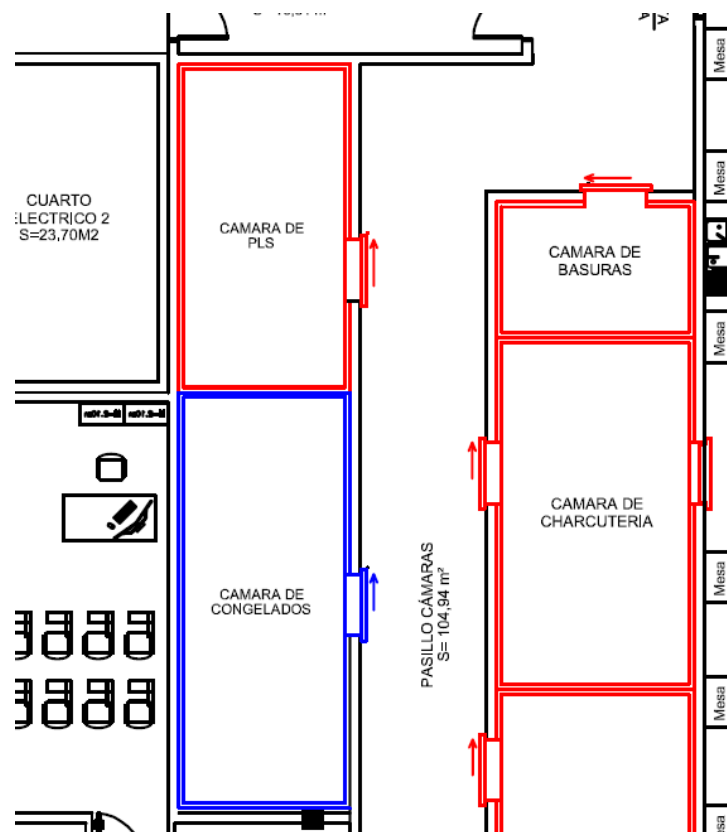 Mesa
Mesa
CUARTO
ELECTRICO 2
S=23,70M2
CAMARA DE
PLS
CAMARA DE
BASURAS
Mesa
CAMARA DE
CHARCUTERIA
PASILLO CÁMARAS
S= 104,94 m²
CAMARA DE
CONGELADOS
Mesa
Mesa